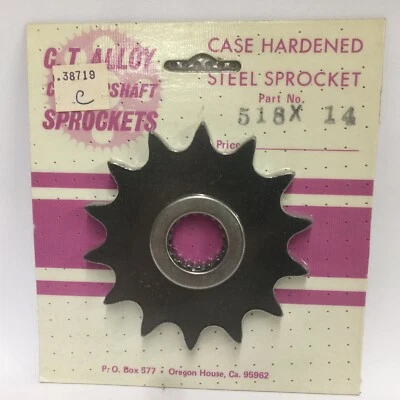 C.T. ALLOY
SPROCKETS
.38719
C
CASE HARDENED
STEEL SPROCKET
Part No.
518X 14
Price
P.O. Box 577 - Oregon House, Ca. 95962